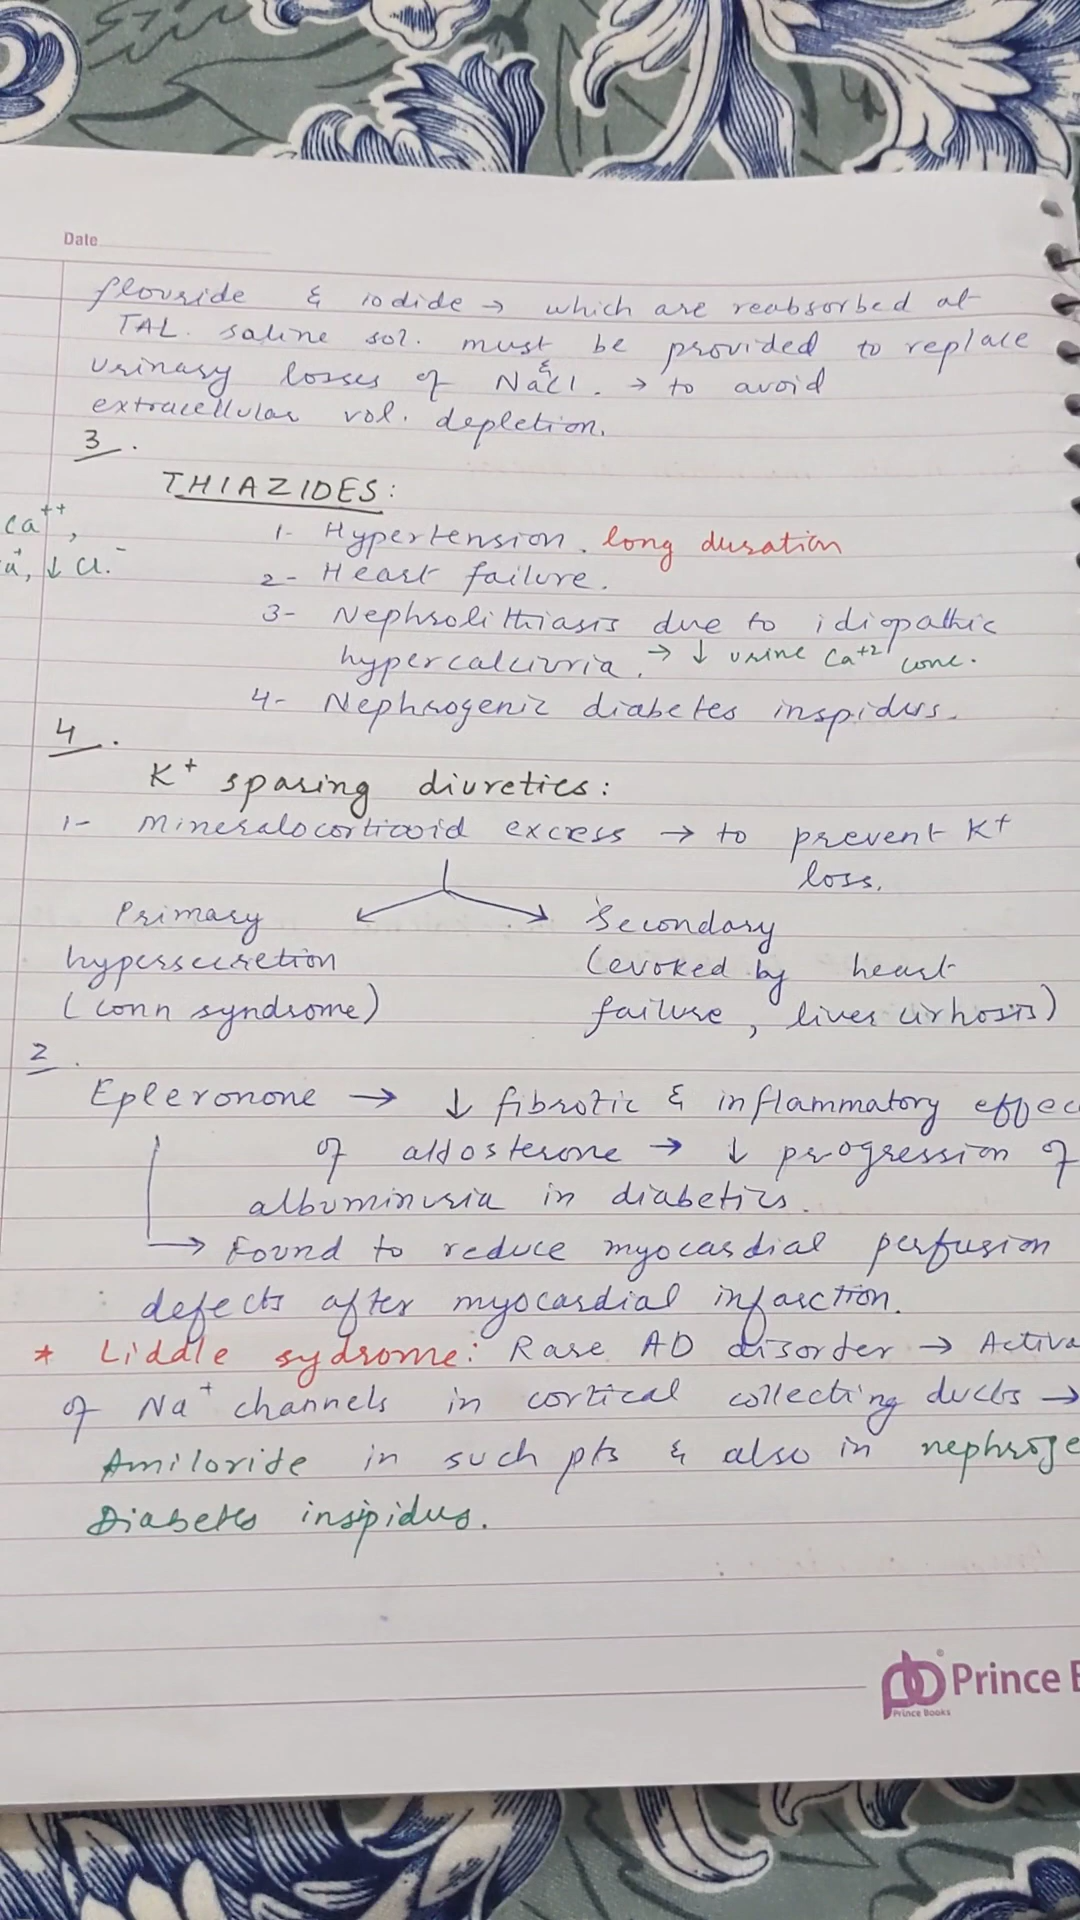 Date
flouride & iodide → which are reabsorbed at
TAL. saline sol. must be provided to replace
urinary losses of NaCl. & → to avoid
extracellular vol. depletion.
3.
THIAZIDES:
ca++,
↓ Cl.-
1- Hypertension. long duration
2- Heart failure.
3- Nephrolithiasis due to idiopathic
hypercalciuria. → ↓ urine Ca+2 conc.
4- Nephrogenic diabetes inspidus.
4.
K+ sparing diuretics:
1- Mineralocorticoid excess → to prevent K+
loss.
Primary Secondary
hypersecretion (evoked by heart
(conn syndrome) failure, liver cirhosis)
2.
Epleronone → ↓ fibrotic & inflammatory effec
of aldosterone → ↓ progression of
albuminuria in diabetics.
→ Found to reduce myocardial perfusion
defects after myocardial infarction.
* Liddle sydrome: Rare AD disorder → Activa
of Na+ channels in cortical collecting ducts →
Amiloride in such pts & also in nephroge
Diabetes insipidus.
Prince B
Prince Books